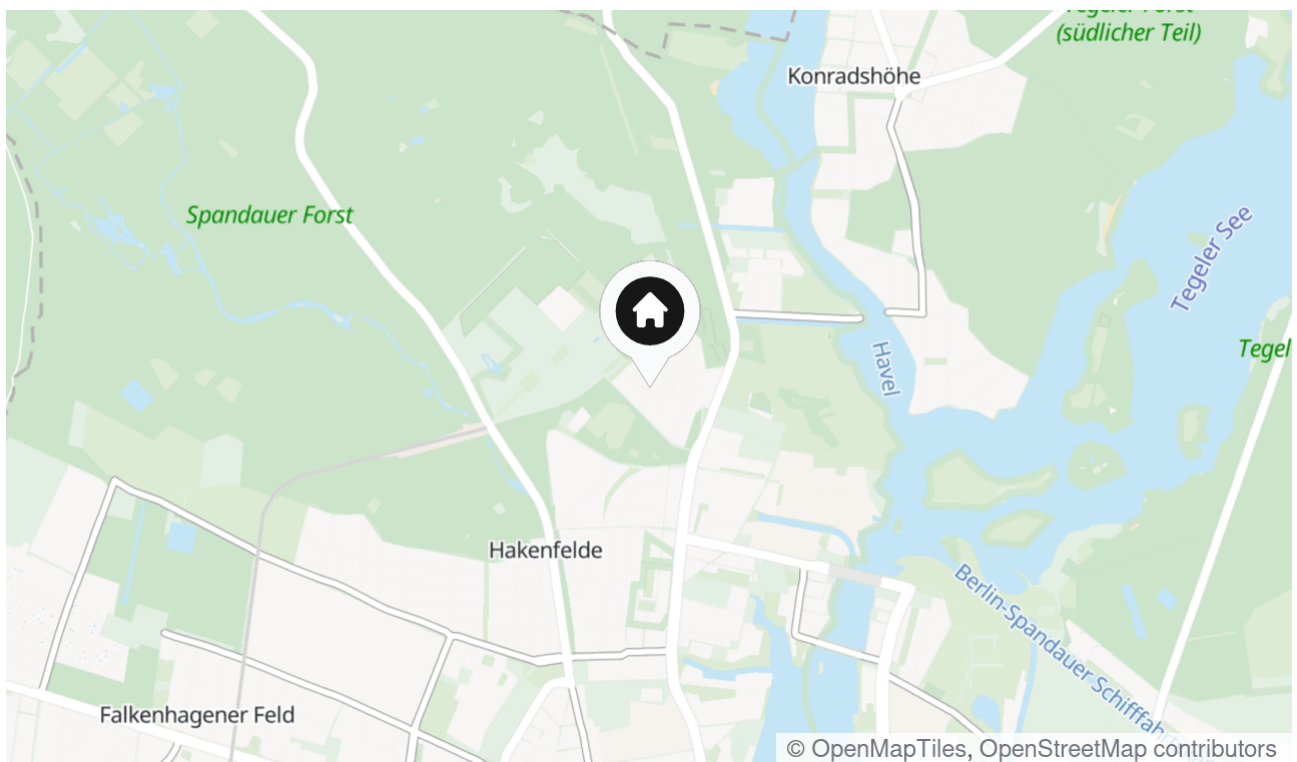 Tegeler Forst
(südlicher Teil)
Konradshöhe
Spandauer Forst
Tegeler See
Tegel
Havel
Hakenfelde
Berlin-Spandauer Schifffahrt
Falkenhagener Feld
© OpenMapTiles, OpenStreetMap contributors